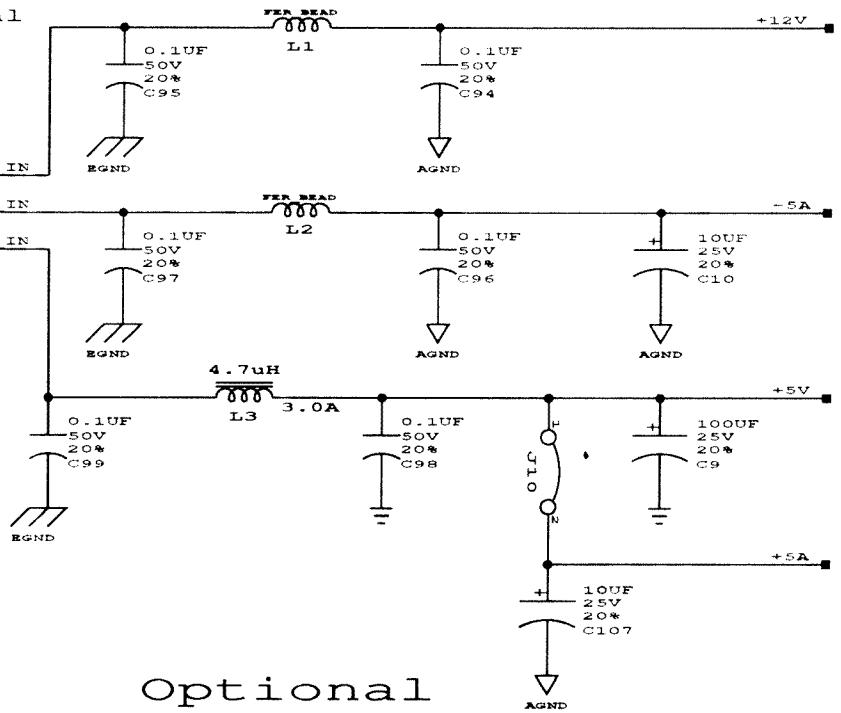 al
FER BEAD
L1
+12V
0.1UF
50V
20%
C95
0.1UF
50V
20%
C94
EGND
AGND
IN
IN
IN
FER BEAD
L2
-5A
0.1UF
50V
20%
C97
0.1UF
50V
20%
C96
+
10UF
25V
20%
C10
EGND
AGND
AGND
4.7uH
L3
3.0A
+5V
0.1UF
50V
20%
C99
0.1UF
50V
20%
C98
1
J10
2
+
100UF
25V
20%
C9
EGND
+5A
+
10UF
25V
20%
C107
AGND
Optional